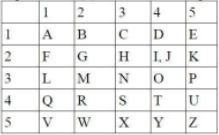 1 2 3 4 5
1 A B C D E
2 F G H I, J K
3 L M N O P
4 Q R S T U
5 V W X Y Z